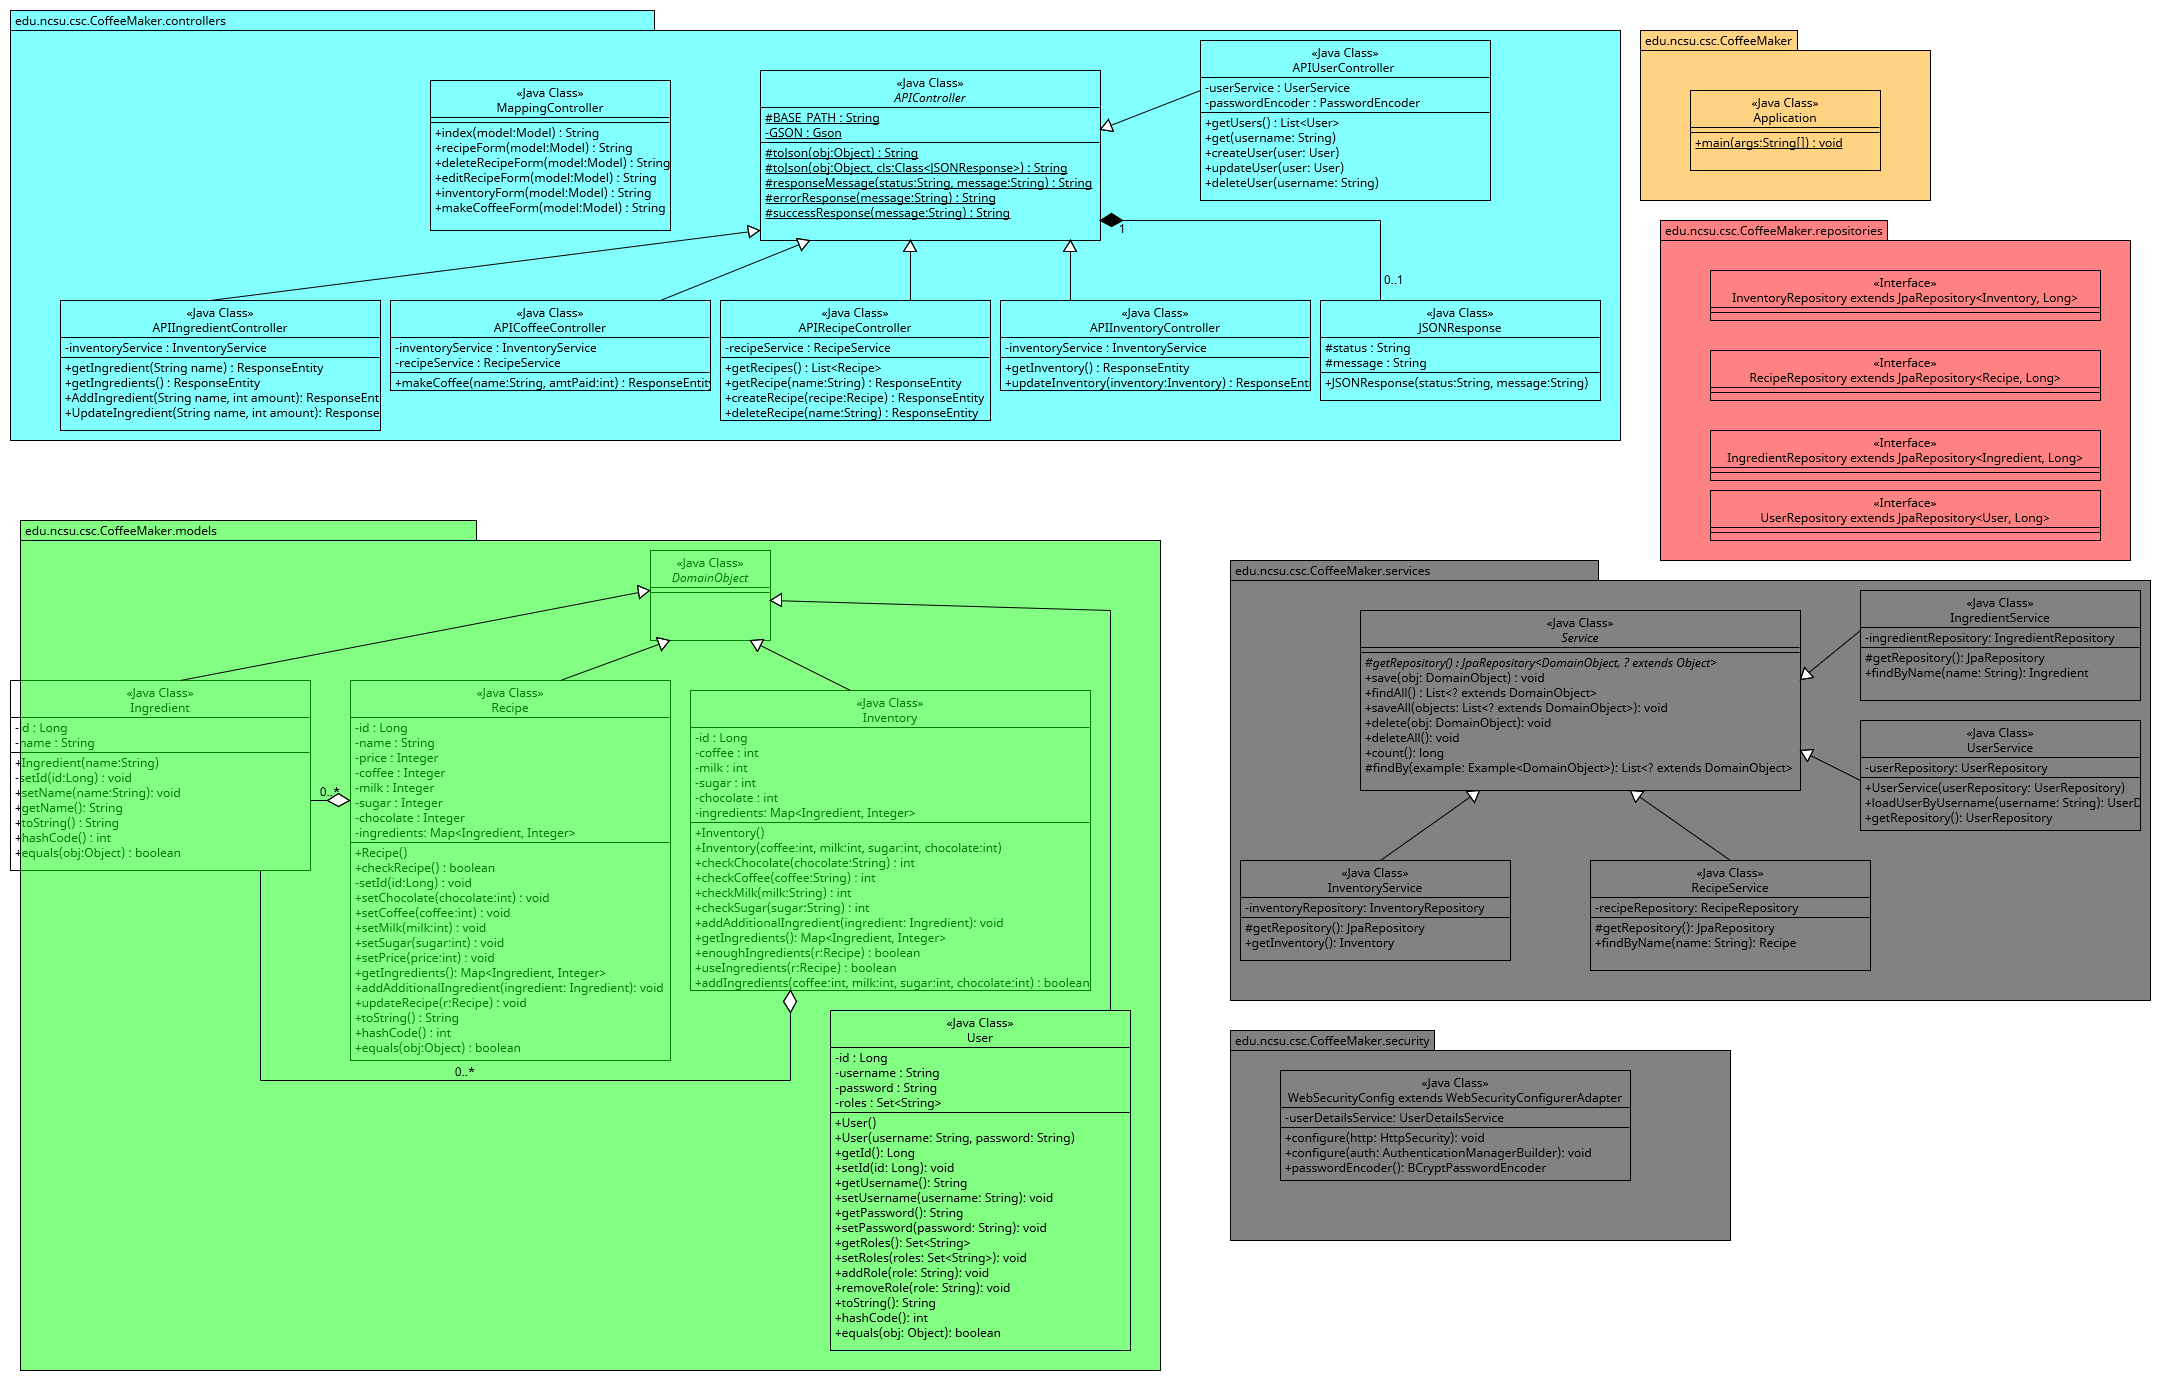 edu.ncsu.csc.CoffeeMaker.controllers
«Java Class»
MappingController
+index(model:Model) : String
+recipeForm(model:Model) : String
+deleteRecipeForm(model:Model) : String
+editRecipeForm(model:Model) : String
+inventoryForm(model:Model) : String
+makeCoffeeForm(model:Model) : String
«Java Class»
APIController
#BASE_PATH : String
-GSON : Gson
#toJson(obj:Object) : String
#toJson(obj:Object, cls:Class<JSONResponse>) : String
#responseMessage(status:String, message:String) : String
#errorResponse(message:String) : String
#successResponse(message:String) : String
«Java Class»
APIUserController
-userService : UserService
-passwordEncoder : PasswordEncoder
+getUsers() : List<User>
+get(username: String)
+createUser(user: User)
+updateUser(user: User)
+deleteUser(username: String)
1
0..1
«Java Class»
APIIngredientController
-inventoryService : InventoryService
+getIngredient(String name) : ResponseEntity
+getIngredients() : ResponseEntity
+AddIngredient(String name, int amount): ResponseEnt
+UpdateIngredient(String name, int amount): Response
«Java Class»
APICoffeeController
-inventoryService : InventoryService
-recipeService : RecipeService
+makeCoffee(name:String, amtPaid:int) : ResponseEntity
«Java Class»
APIRecipeController
-recipeService : RecipeService
+getRecipes() : List<Recipe>
+getRecipe(name:String) : ResponseEntity
+createRecipe(recipe:Recipe) : ResponseEntity
+deleteRecipe(name:String) : ResponseEntity
«Java Class»
APIInventoryController
-inventoryService : InventoryService
+getInventory() : ResponseEntity
+updateInventory(inventory:Inventory) : ResponseEnti
«Java Class»
JSONResponse
#status : String
#message : String
+JSONResponse(status:String, message:String)
edu.ncsu.csc.CoffeeMaker
«Java Class»
Application
+main(args:String[]) : void
edu.ncsu.csc.CoffeeMaker.repositories
«Interface»
InventoryRepository extends JpaRepository<Inventory, Long>
«Interface»
RecipeRepository extends JpaRepository<Recipe, Long>
«Interface»
IngredientRepository extends JpaRepository<Ingredient, Long>
«Interface»
UserRepository extends JpaRepository<User, Long>
edu.ncsu.csc.CoffeeMaker.models
«Java Class»
DomainObject
«Java Class»
Ingredient
-id : Long
-name : String
+Ingredient(name:String)
-setId(id:Long) : void
+setName(name:String): void
+getName(): String
+toString() : String
+hashCode() : int
+equals(obj:Object) : boolean
0..*
«Java Class»
Recipe
-id : Long
-name : String
-price : Integer
-coffee : Integer
-milk : Integer
-sugar : Integer
-chocolate : Integer
-ingredients: Map<Ingredient, Integer>
+Recipe()
+checkRecipe() : boolean
-setId(id:Long) : void
+setChocolate(chocolate:int) : void
+setCoffee(coffee:int) : void
+setMilk(milk:int) : void
+setSugar(sugar:int) : void
+setPrice(price:int) : void
+getIngredients(): Map<Ingredient, Integer>
+addAdditionalIngredient(ingredient: Ingredient): void
+updateRecipe(r:Recipe) : void
+toString() : String
+hashCode() : int
+equals(obj:Object) : boolean
0..*
«Java Class»
Inventory
-id : Long
-coffee : int
-milk : int
-sugar : int
-chocolate : int
-ingredients: Map<Ingredient, Integer>
+Inventory()
+Inventory(coffee:int, milk:int, sugar:int, chocolate:int)
+checkChocolate(chocolate:String) : int
+checkCoffee(coffee:String) : int
+checkMilk(milk:String) : int
+checkSugar(sugar:String) : int
+addAdditionalIngredient(ingredient: Ingredient): void
+getIngredients(): Map<Ingredient, Integer>
+enoughIngredients(r:Recipe) : boolean
+useIngredients(r:Recipe) : boolean
+addIngredients(coffee:int, milk:int, sugar:int, chocolate:int) : boolean
«Java Class»
User
-id : Long
-username : String
-password : String
-roles : Set<String>
+User()
+User(username: String, password: String)
+getId(): Long
+setId(id: Long): void
+getUsername(): String
+setUsername(username: String): void
+getPassword(): String
+setPassword(password: String): void
+getRoles(): Set<String>
+setRoles(roles: Set<String>): void
+addRole(role: String): void
+removeRole(role: String): void
+toString(): String
+hashCode(): int
+equals(obj: Object): boolean
edu.ncsu.csc.CoffeeMaker.services
«Java Class»
Service
#getRepository() : JpaRepository<DomainObject, ? extends Object>
+save(obj: DomainObject) : void
+findAll() : List<? extends DomainObject>
+saveAll(objects: List<? extends DomainObject>): void
+delete(obj: DomainObject): void
+deleteAll(): void
+count(): long
#findBy(example: Example<DomainObject>): List<? extends DomainObject>
«Java Class»
IngredientService
-ingredientRepository: IngredientRepository
#getRepository(): JpaRepository
+findByName(name: String): Ingredient
«Java Class»
UserService
-userRepository: UserRepository
+UserService(userRepository: UserRepository)
+loadUserByUsername(username: String): UserD
+getRepository(): UserRepository
«Java Class»
InventoryService
-inventoryRepository: InventoryRepository
#getRepository(): JpaRepository
+getInventory(): Inventory
«Java Class»
RecipeService
-recipeRepository: RecipeRepository
#getRepository(): JpaRepository
+findByName(name: String): Recipe
edu.ncsu.csc.CoffeeMaker.security
«Java Class»
WebSecurityConfig extends WebSecurityConfigurerAdapter
-userDetailsService: UserDetailsService
+configure(http: HttpSecurity): void
+configure(auth: AuthenticationManagerBuilder): void
+passwordEncoder(): BCryptPasswordEncoder